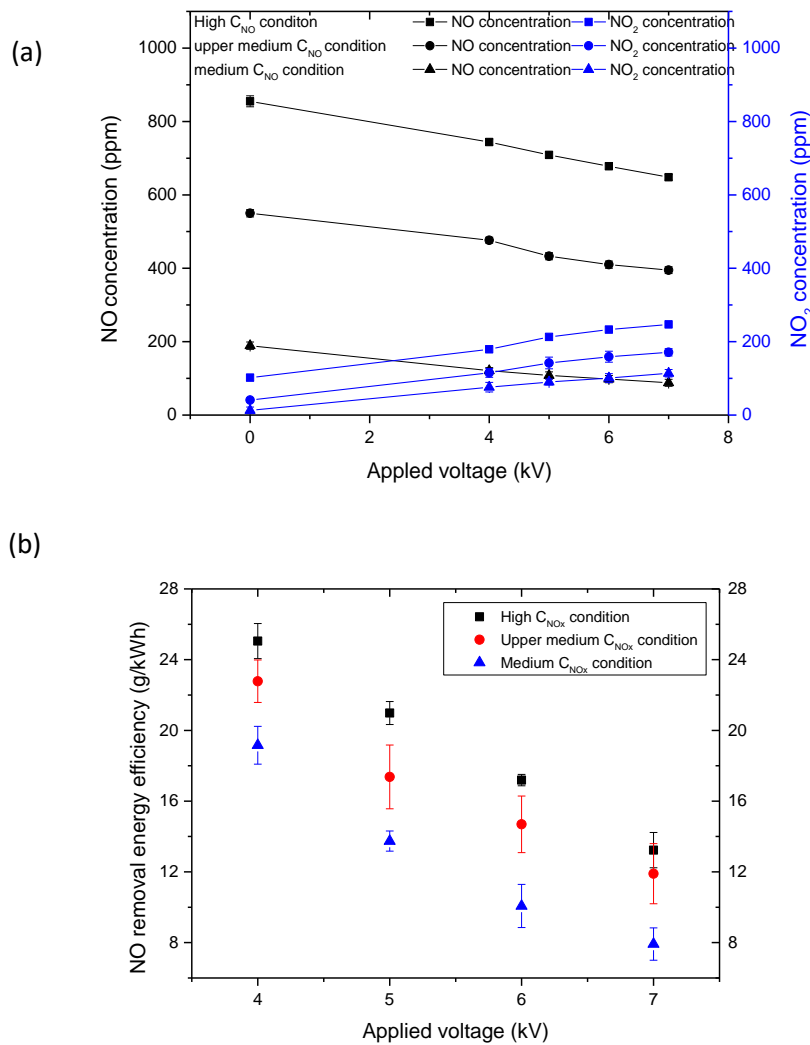 (a)
High C_NO conditon NO concentration NO₂ concentration
upper medium C_NO condition NO concentration NO₂ concentration
medium C_NO condition NO concentration NO₂ concentration
1000 1000
800 800
600 600
400 400
200 200
0 0
NO concentration (ppm)
NO₂ concentration (ppm)
0 2 4 6 8
Appled voltage (kV)
(b)
High C_NOx condition
Upper medium C_NOx condition
Medium C_NOx condition
28 28
24 24
20 20
16 16
12 12
8 8
NO removal energy efficiency (g/kWh)
4 5 6 7
Applied voltage (kV)